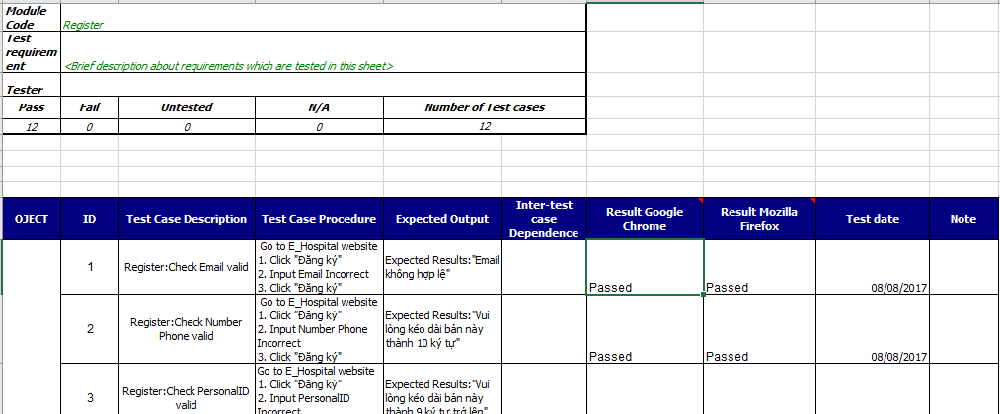 Module
Code
Register
Test
requirem
ent
<Brief description about requirements which are tested in this sheet>
Tester
Pass Fail Untested N/A Number of Test cases
12 0 0 0 12
OJECT ID Test Case Description Test Case Procedure Expected Output Inter-test case Dependence Result Google Chrome Result Mozilla Firefox Test date Note
1
Register:Check Email valid
Go to E_Hospital website
1. Click "Đăng ký"
2. Input Email Incorrect
3. Click "Đăng ký"
Expected Results:"Email
không hợp lệ"
Passed
Passed
08/08/2017
2
Register:Check Number
Phone valid
Go to E_Hospital website
1. Click "Đăng ký"
2. Input Number Phone
Incorrect
3. Click "Đăng ký"
Expected Results:"Vui
lòng kéo dài bản này
thành 10 ký tự"
Passed
Passed
08/08/2017
3
Register:Check PersonalID
valid
Go to E_Hospital website
1. Click "Đăng ký"
2. Input PersonalID
Incorrect
Expected Results:"Vui
lòng kéo dài bản này
thành 9 ký tự trở lên"